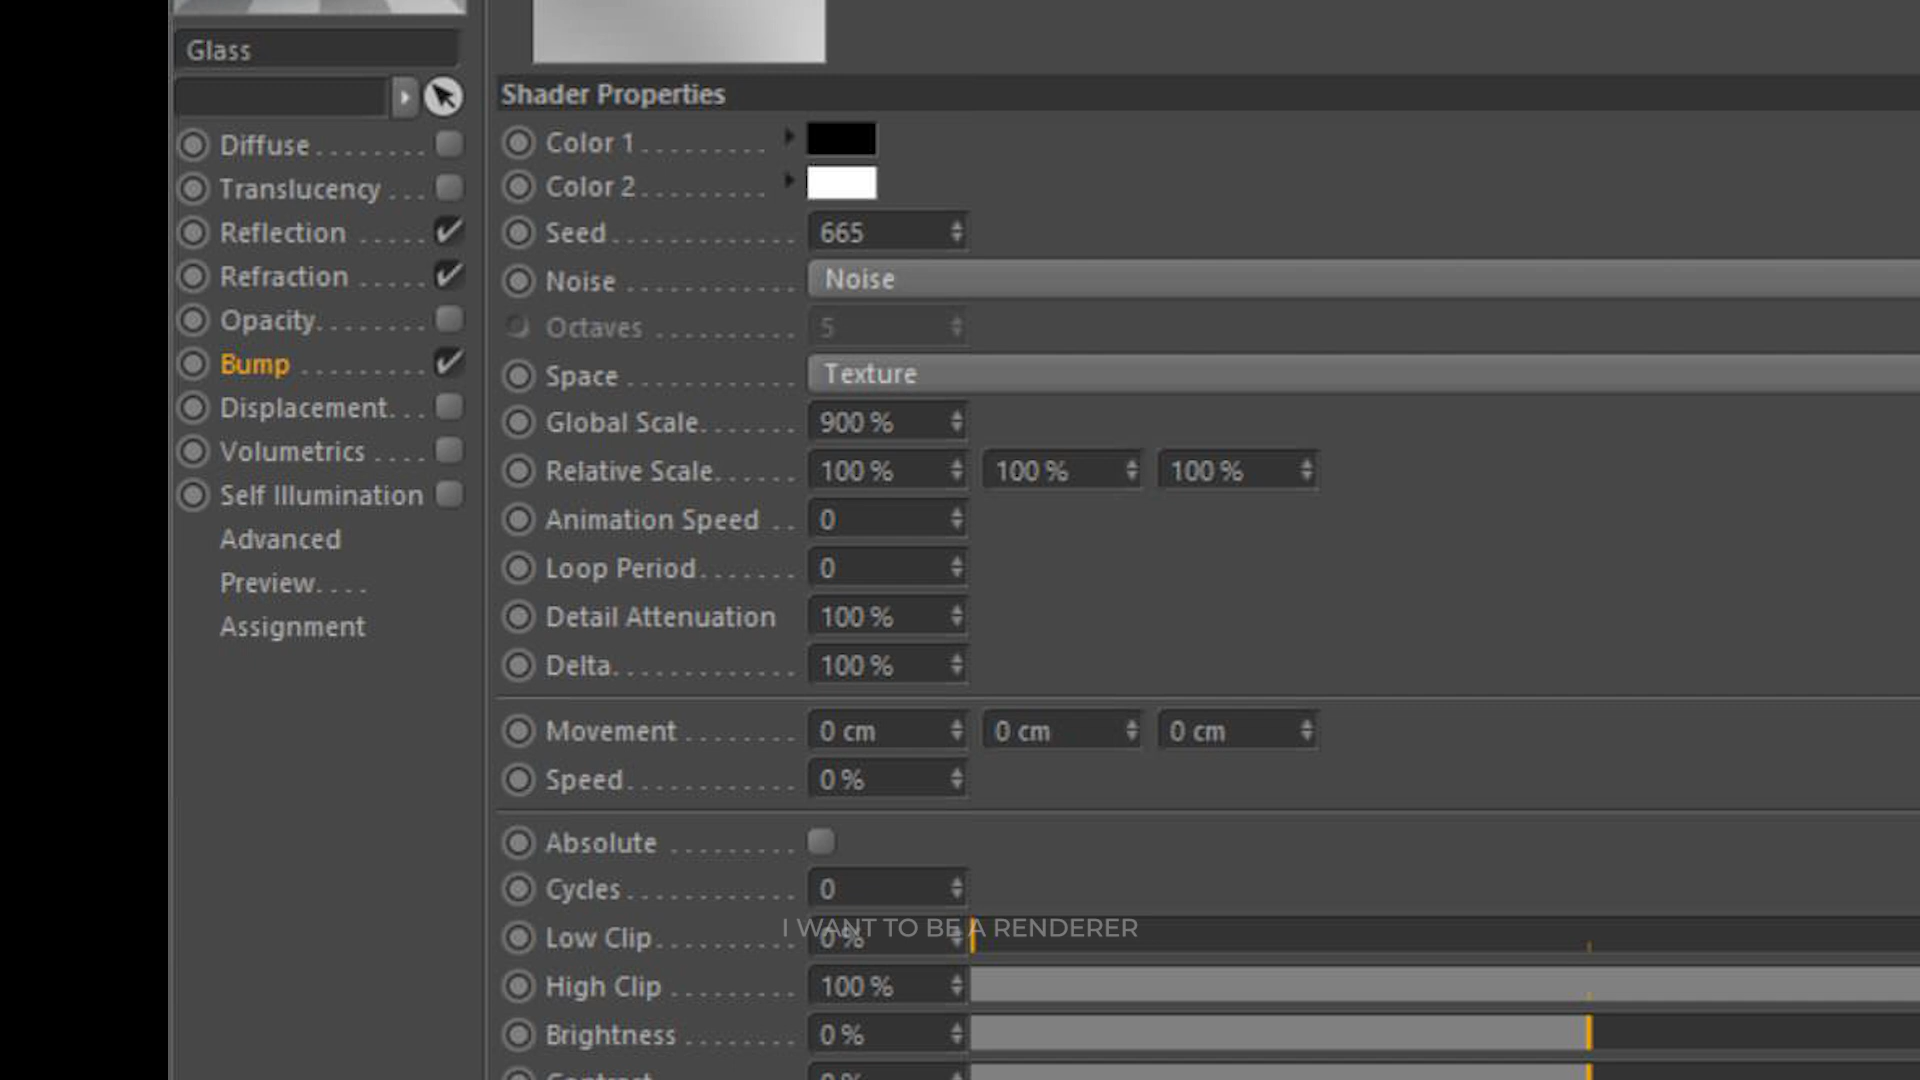 Glass
Diffuse
Translucency
Reflection
Refraction
Opacity
Bump
Displacement
Volumetrics
Self Illumination
Advanced
Preview
Assignment
Shader Properties
Color 1
Color 2
Seed 665
Noise Noise
Octaves 5
Space Texture
Global Scale 900 %
Relative Scale 100 % 100 % 100 %
Animation Speed 0
Loop Period 0
Detail Attenuation 100 %
Delta 100 %
Movement 0 cm 0 cm 0 cm
Speed 0 %
Absolute
Cycles 0
I WANT TO BE A RENDERER
Low Clip 0 %
High Clip 100 %
Brightness 0 %